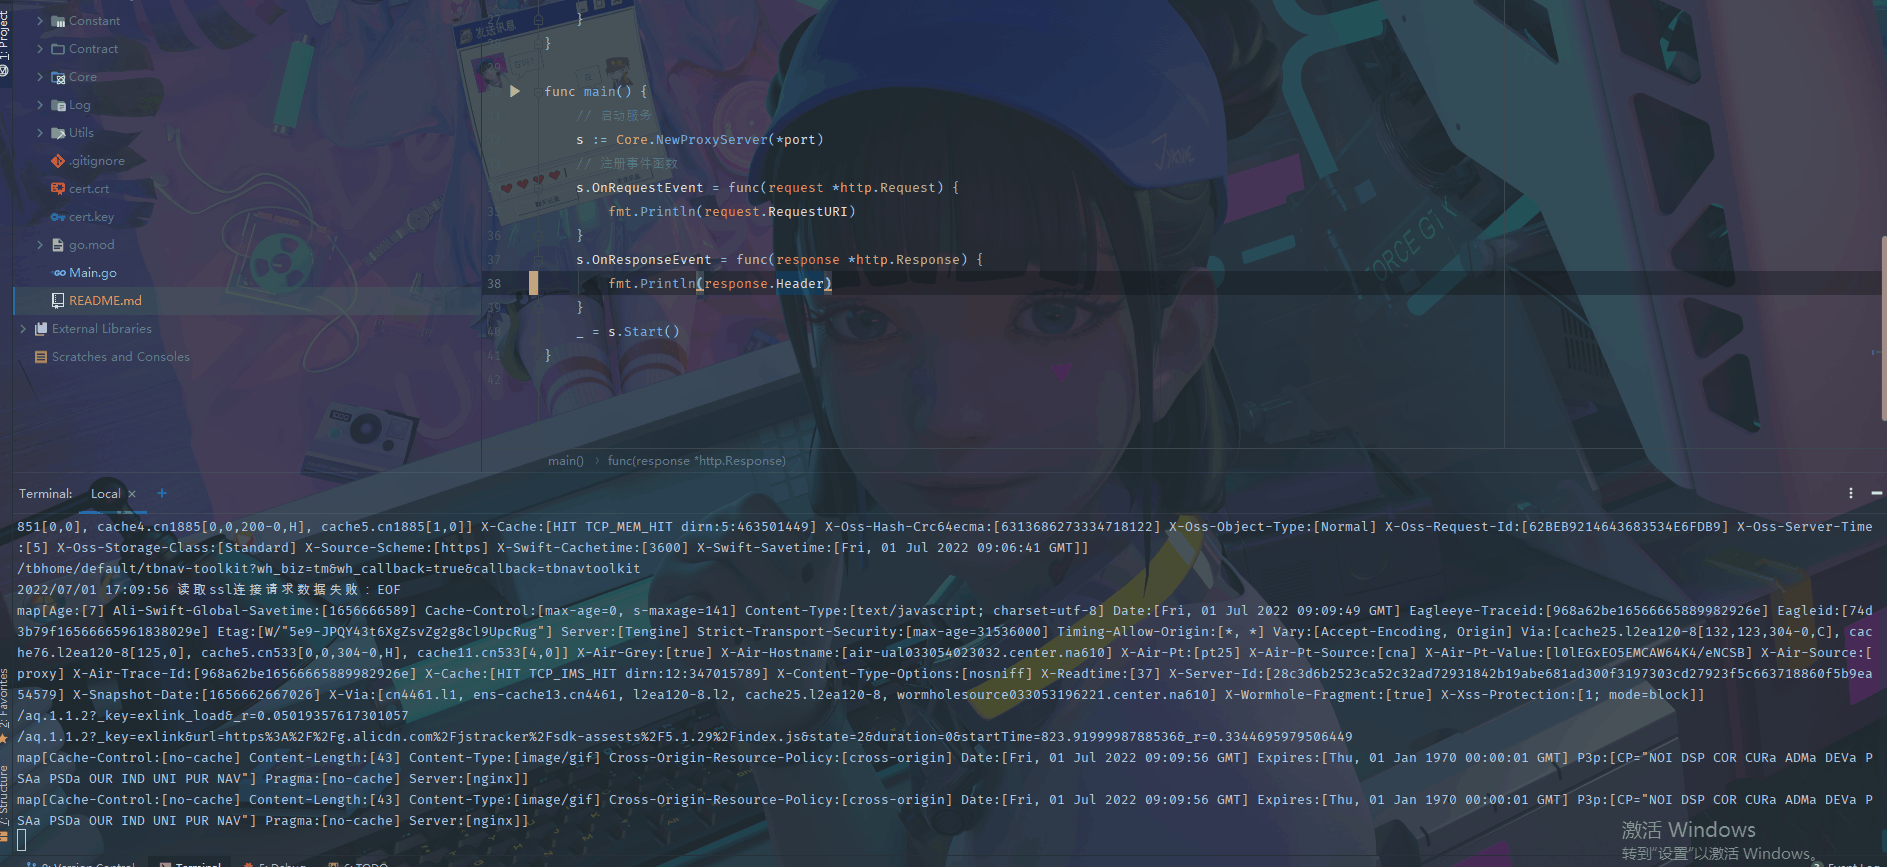 1: Project
Constant
Contract
Core
Log
Utils
.gitignore
cert.crt
cert.key
go.mod
Main.go
README.md
External Libraries
Scratches and Consoles
发送讯息
27 }
}
29
func main() {
// 启动服务
s := Core.NewProxyServer(*port)
// 注册事件函数
s.OnRequestEvent = func(request *http.Request) {
35 fmt.Println(request.RequestURI)
36 }
37 s.OnResponseEvent = func(response *http.Response) {
38 fmt.Println(response.Header)
39 }
40 _ = s.Start()
41 }
42
main() › func(response *http.Response)
Terminal: Local × +
851[0,0], cache4.cn1885[0,0,200-0,H], cache5.cn1885[1,0]] X-Cache:[HIT TCP_MEM_HIT dirn:5:463501449] X-Oss-Hash-Crc64ecma:[6313686273334718122] X-Oss-Object-Type:[Normal] X-Oss-Request-Id:[62BEB9214643683534E6FDB9] X-Oss-Server-Time
:[5] X-Oss-Storage-Class:[Standard] X-Source-Scheme:[https] X-Swift-Cachetime:[3600] X-Swift-Savetime:[Fri, 01 Jul 2022 09:06:41 GMT]]
/tbhome/default/tbnav-toolkit?wh_biz=tm&wh_callback=true&callback=tbnavtoolkit
2022/07/01 17:09:56 读取ssl连接请求数据失败：EOF
map[Age:[7] Ali-Swift-Global-Savetime:[1656666589] Cache-Control:[max-age=0, s-maxage=141] Content-Type:[text/javascript; charset=utf-8] Date:[Fri, 01 Jul 2022 09:09:49 GMT] Eagleeye-Traceid:[968a62be16566665889982926e] Eagleid:[74d
3b79f16566665961838029e] Etag:[W/"5e9-JPQY43t6XgZsvZg2g8cl9UpcRug"] Server:[Tengine] Strict-Transport-Security:[max-age=31536000] Timing-Allow-Origin:[*, *] Vary:[Accept-Encoding, Origin] Via:[cache25.l2ea120-8[132,123,304-0,C], cac
he76.l2ea120-8[125,0], cache5.cn533[0,0,304-0,H], cache11.cn533[4,0]] X-Air-Grey:[true] X-Air-Hostname:[air-ual033054023032.center.na610] X-Air-Pt:[pt25] X-Air-Pt-Source:[cna] X-Air-Pt-Value:[l0lEGxEO5EMCAW64K4/eNCSB] X-Air-Source:[
proxy] X-Air-Trace-Id:[968a62be16566665889982926e] X-Cache:[HIT TCP_IMS_HIT dirn:12:347015789] X-Content-Type-Options:[nosniff] X-Readtime:[37] X-Server-Id:[28c3d6b2523ca52c32ad72931842b19abe681ad300f3197303cd27923f5c663718860f5b9ea
54579] X-Snapshot-Date:[1656662667026] X-Via:[cn4461.l1, ens-cache13.cn4461, l2ea120-8.l2, cache25.l2ea120-8, wormholesource033053196221.center.na610] X-Wormhole-Fragment:[true] X-Xss-Protection:[1; mode=block]]
/aq.1.1.2?_key=exlink_load&_r=0.05019357617301057
/aq.1.1.2?_key=exlink&url=https%3A%2F%2Fg.alicdn.com%2Fjstracker%2Fsdk-assests%2F5.1.29%2Findex.js&state=2&duration=0&startTime=823.9199998788536&_r=0.3344695979506449
map[Cache-Control:[no-cache] Content-Length:[43] Content-Type:[image/gif] Cross-Origin-Resource-Policy:[cross-origin] Date:[Fri, 01 Jul 2022 09:09:56 GMT] Expires:[Thu, 01 Jan 1970 00:00:01 GMT] P3p:[CP="NOI DSP COR CURa ADMa DEVa P
SAa PSDa OUR IND UNI PUR NAV"] Pragma:[no-cache] Server:[nginx]]
map[Cache-Control:[no-cache] Content-Length:[43] Content-Type:[image/gif] Cross-Origin-Resource-Policy:[cross-origin] Date:[Fri, 01 Jul 2022 09:09:56 GMT] Expires:[Thu, 01 Jan 1970 00:00:01 GMT] P3p:[CP="NOI DSP COR CURa ADMa DEVa P
SAa PSDa OUR IND UNI PUR NAV"] Pragma:[no-cache] Server:[nginx]]
2: Favorites
7: Structure
激活 Windows
转到"设置"以激活 Windows。
9: Version Control Terminal 5: Debug 6: TODO Event Log